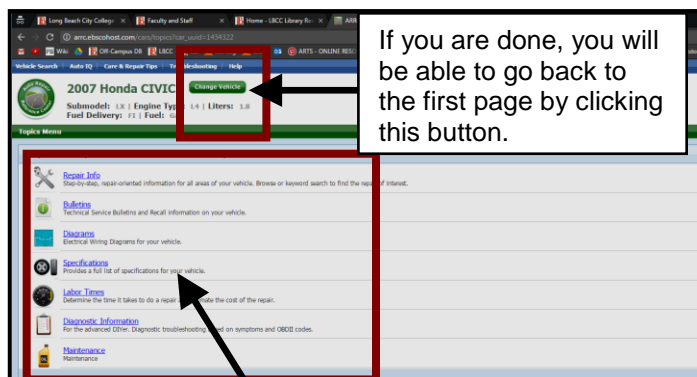 Long Beach City College
Faculty and Staff
Home - LBCC Library Re
arrc.ebscohost.com/cars/topics?car_uuid=1434322
Wiki
Off-Campus DB
LBCC
ARTS - ONLINE RESC
If you are done, you will
be able to go back to
the first page by clicking
this button.
Vehicle Search Auto IQ Care & Repair Tips Help
2007 Honda CIVIC Change Vehicle
Submodel: LX | Engine Typ L4 | Liters: 1.8
Fuel Delivery: FI | Fuel:
Topics Menu
Repair Info
Step-by-step, repair-oriented information for all areas of your vehicle. Browse or keyword search to find the of interest.
Bulletins
Technical Service Bulletins and Recall information on your vehicle.
Diagrams
Electrical Wiring Diagrams for your vehicle.
Specifications
Provides a full list of specifications for your vehicle.
Labor Times
Determine the time it takes to do a repair the cost of the repair.
Diagnostic Information
For the advanced DIYer. Diagnostic troubleshooting on symptoms and OBDII codes.
Maintenance
Maintenance